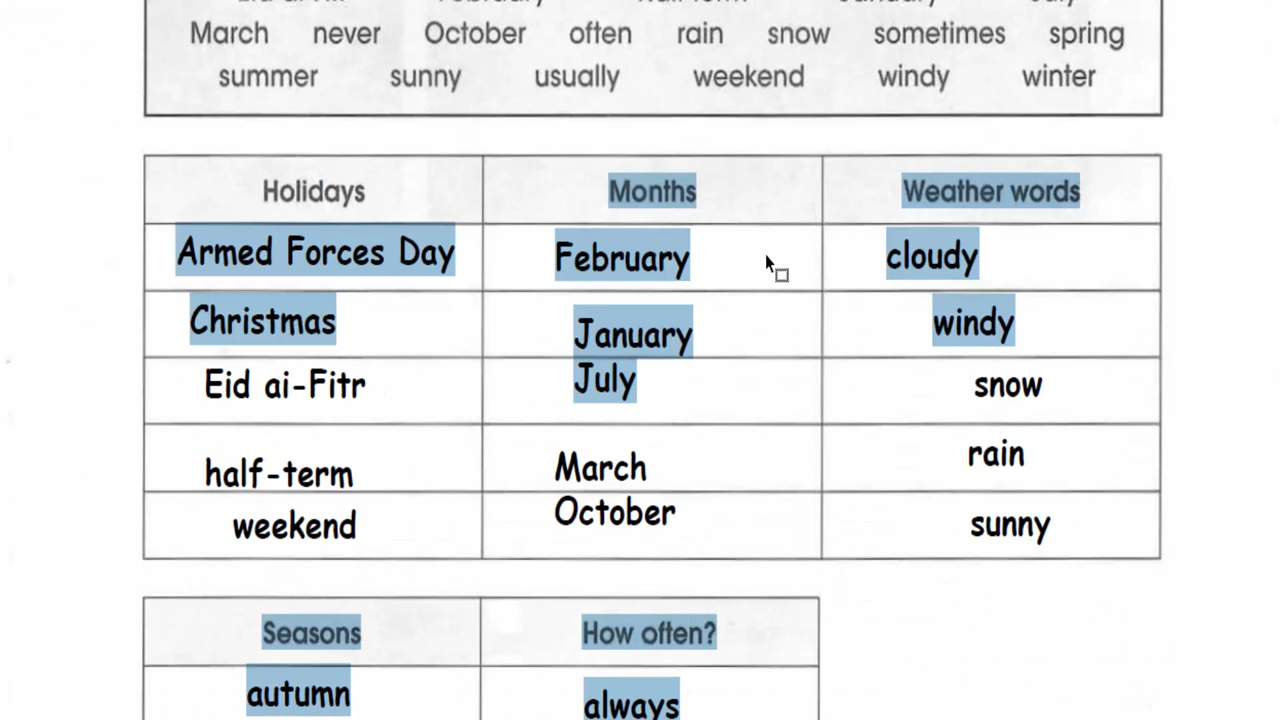 March never October often rain snow sometimes spring
summer sunny usually weekend windy winter
Holidays Months Weather words
Armed Forces Day February cloudy
Christmas January windy
Eid ai-Fitr July snow
half-term March rain
weekend October sunny
Seasons How often?
autumn always